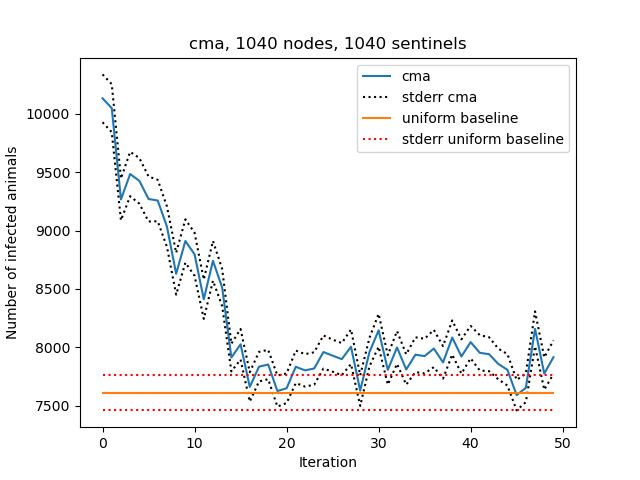 cma, 1040 nodes, 1040 sentinels
cma
stderr cma
uniform baseline
stderr uniform baseline
Number of infected animals
10000
9500
9000
8500
8000
7500
0 10 20 30 40 50
Iteration